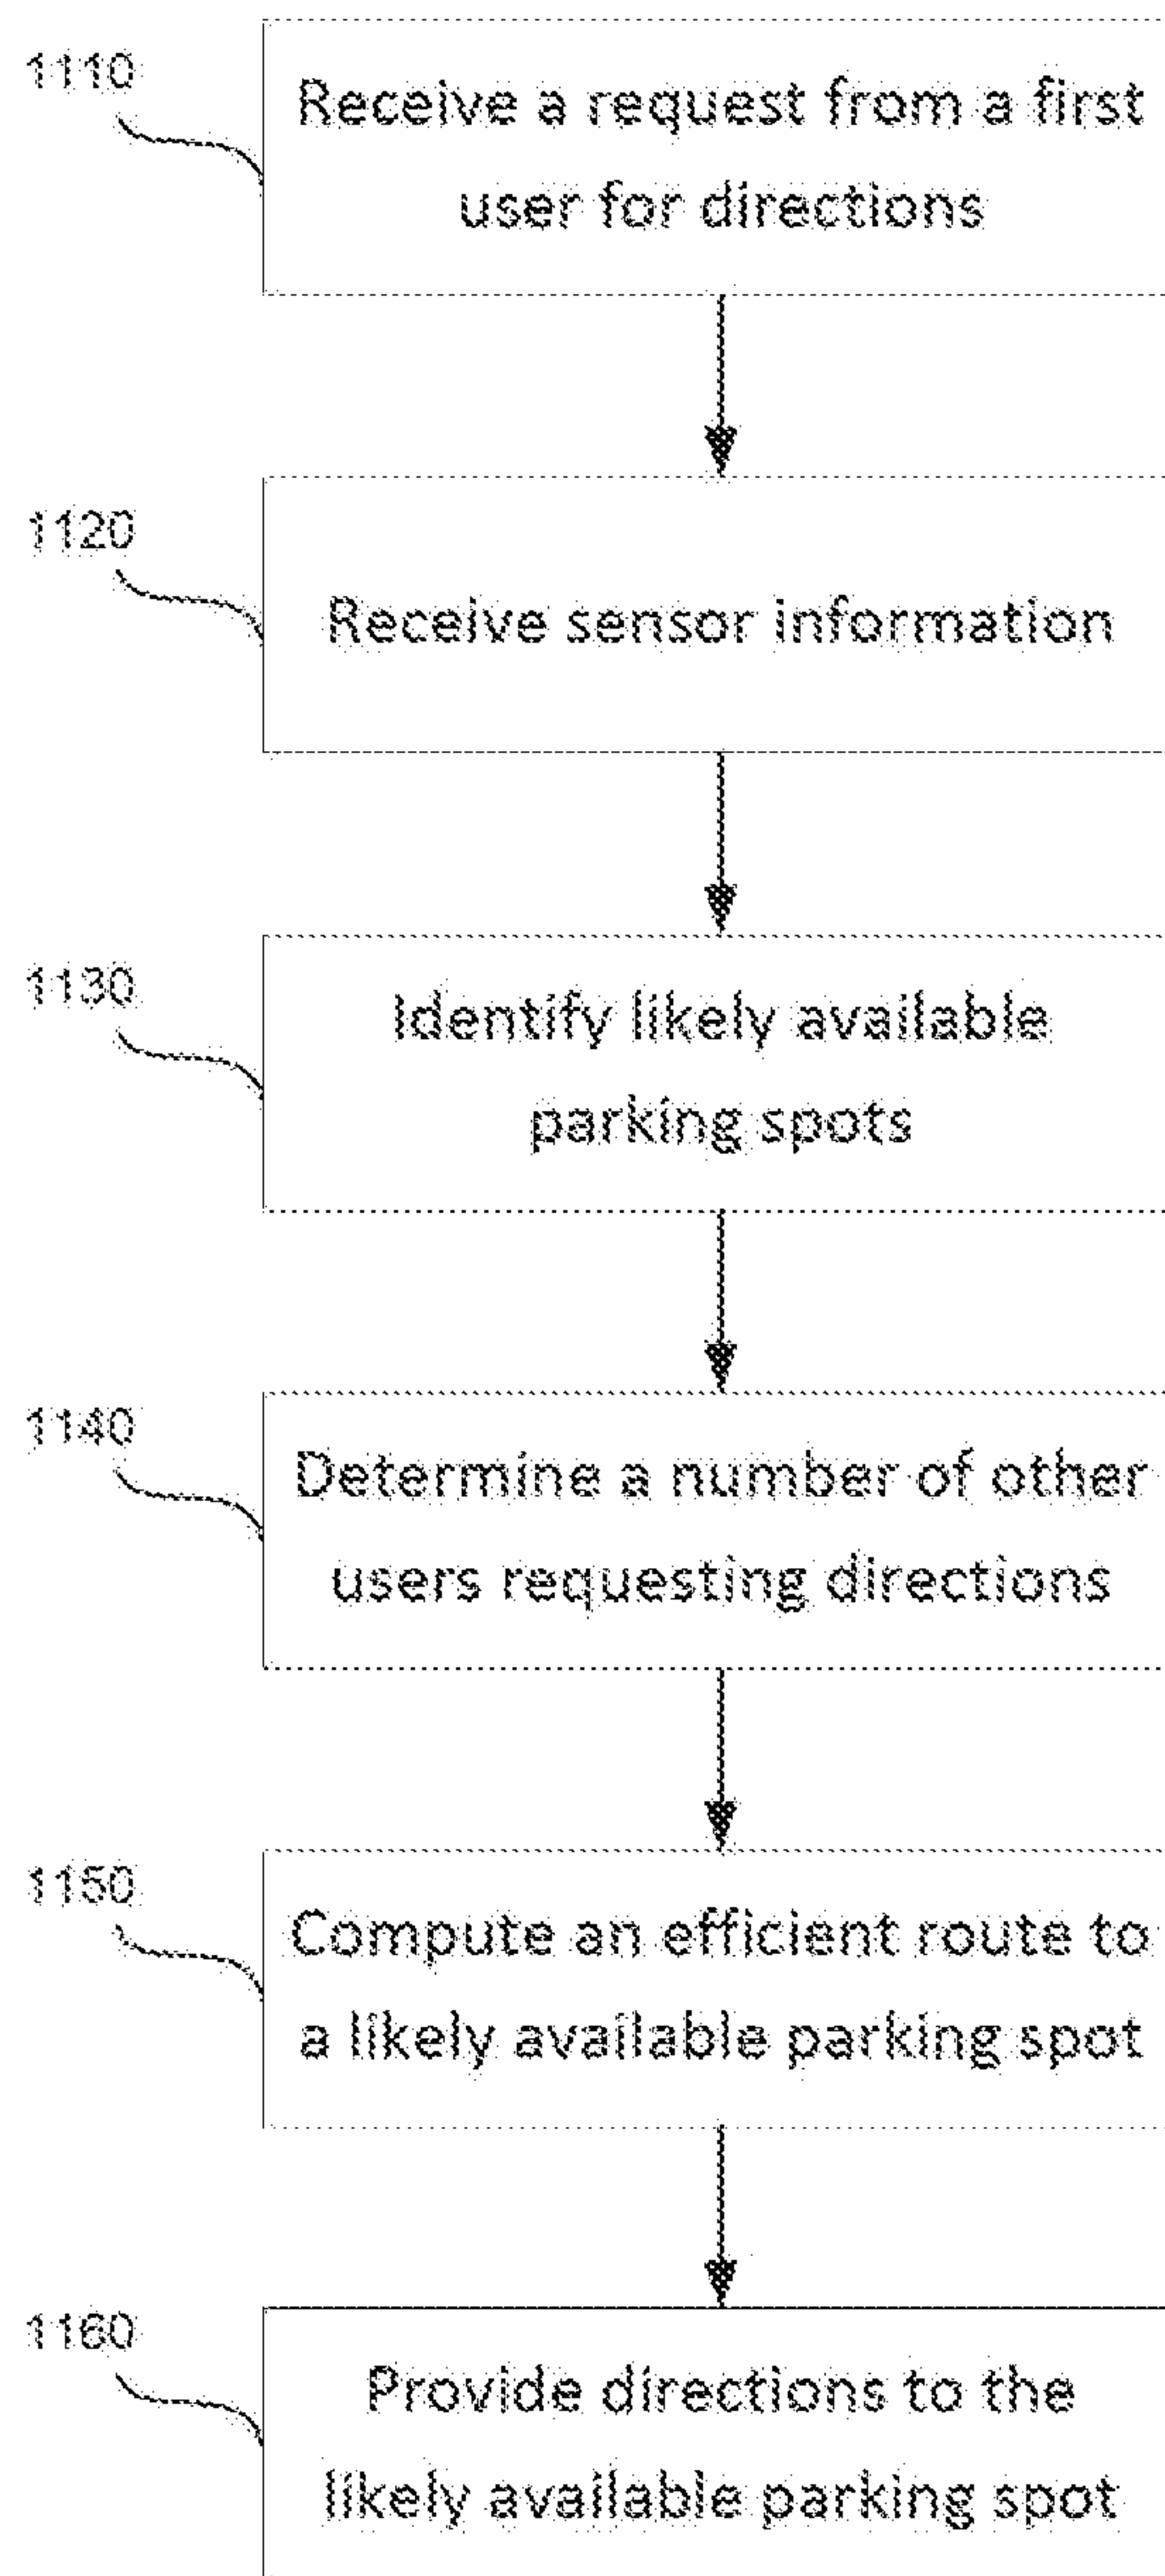 1110
Receive a request from a first
user for directions
1120
Receive sensor information
1130
Identify likely available
parking spots
1140
Determine a number of other
users requesting directions
1150
Compute an efficient route to
a likely available parking spot
1160
Provide directions to the
likely available parking spot